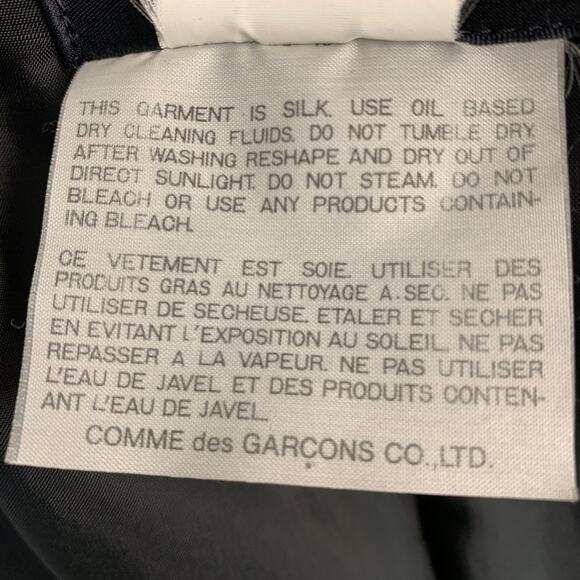 THIS GARMENT IS SILK. USE OIL BASED
DRY CLEANING FLUIDS. DO NOT TUMBLE DRY.
AFTER WASHING RESHAPE AND DRY OUT OF
DIRECT SUNLIGHT. DO NOT STEAM. DO NOT
BLEACH OR USE ANY PRODUCTS CONTAIN-
ING BLEACH.
CE VETEMENT EST SOIE. UTILISER DES
PRODUITS GRAS AU NETTOYAGE A.SEC. NE PAS
UTILISER DE SECHEUSE. ETALER ET SECHER
EN EVITANT L'EXPOSITION AU SOLEIL. NE PAS
REPASSER A LA VAPEUR. NE PAS UTILISER
L'EAU DE JAVEL ET DES PRODUITS CONTEN-
ANT L'EAU DE JAVEL.
COMME des GARÇONS CO.,LTD.